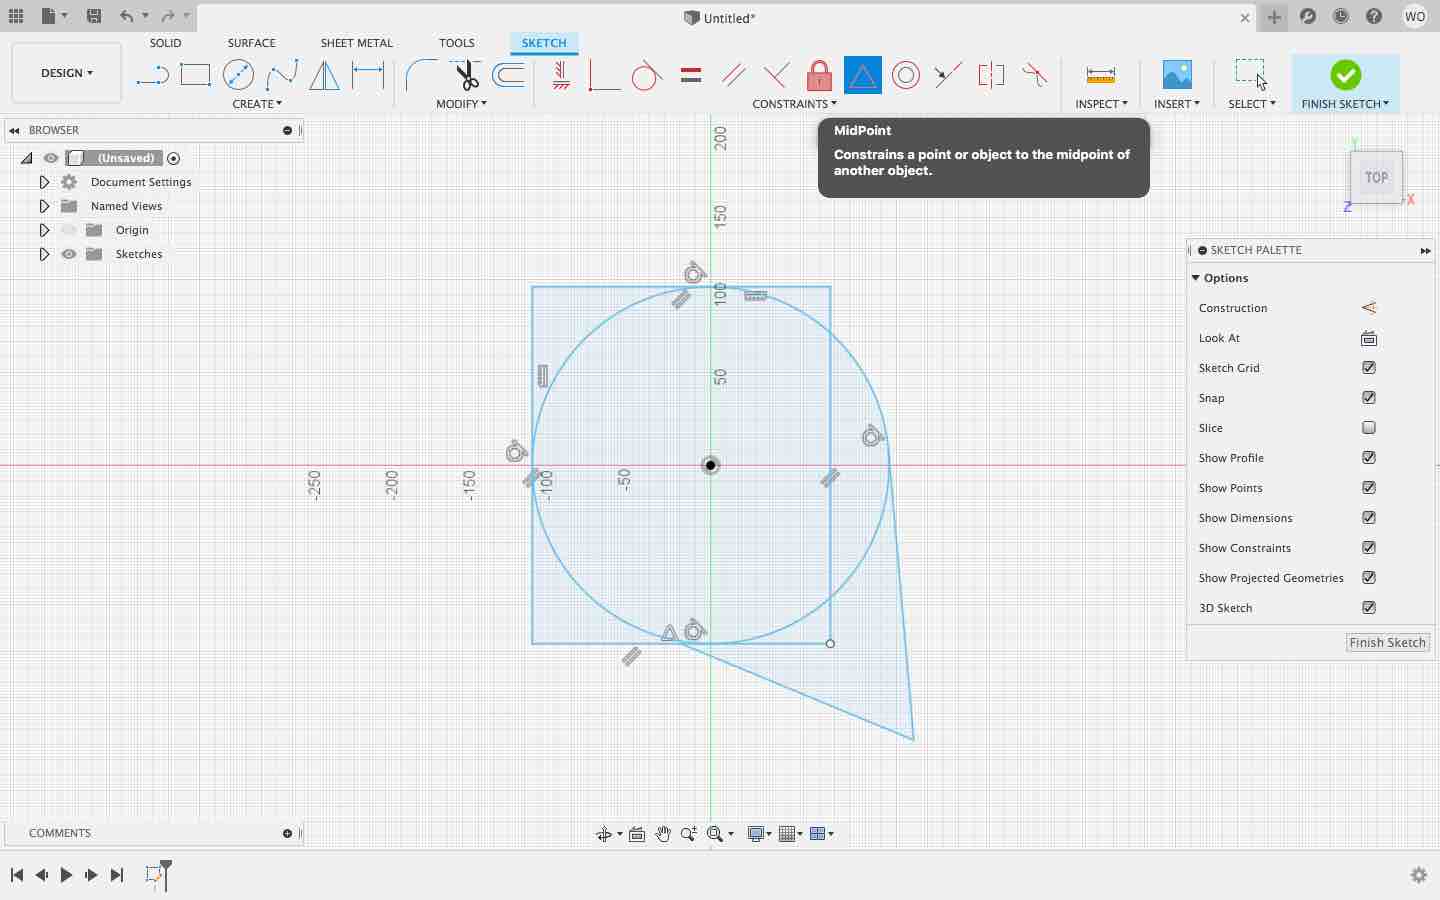 Untitled*
WO
DESIGN
SOLID
SURFACE
SHEET METAL
TOOLS
SKETCH
CREATE
MODIFY
CONSTRAINTS
INSPECT
INSERT
SELECT
FINISH SKETCH
BROWSER
(Unsaved)
Document Settings
Named Views
Origin
Sketches
MidPoint
Constrains a point or object to the midpoint of
another object.
200
150
100
50
-250
-200
-150
-100
-50
Y
TOP
Z
X
SKETCH PALETTE
Options
Construction
Look At
Sketch Grid
Snap
Slice
Show Profile
Show Points
Show Dimensions
Show Constraints
Show Projected Geometries
3D Sketch
Finish Sketch
COMMENTS